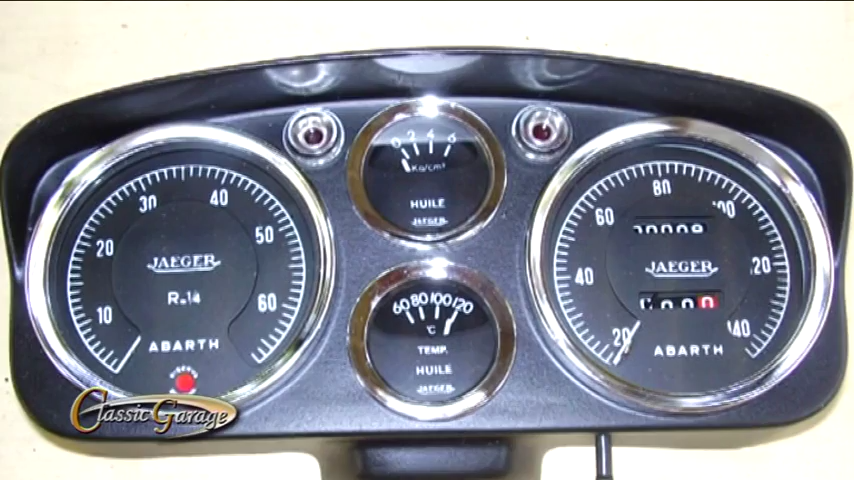 10 20 30 40 50 60
JAEGER
ABARTH
0 2 4 6
Kg/cm²
HUILE
JAEGER
60 80 100 120
°C
TEMP.
HUILE
JAEGER
20 40 60 80 100 120 140
JAEGER
ABARTH
Classic Garage